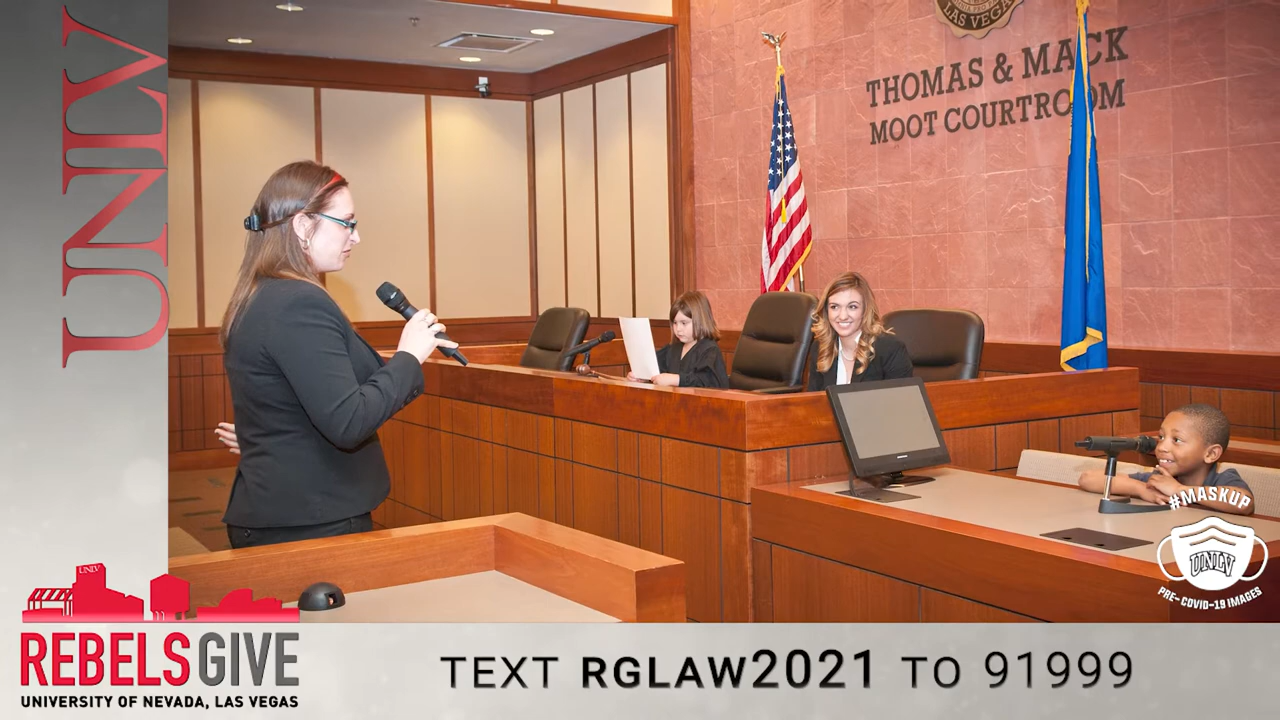 UNLV
LAS VEGAS
THOMAS & MACK
MOOT COURTROOM
#MASKUP
UNLV
PRE-COVID-19 IMAGES
UNLV
REBELS GIVE
UNIVERSITY OF NEVADA, LAS VEGAS
TEXT RGLAW2021 TO 91999